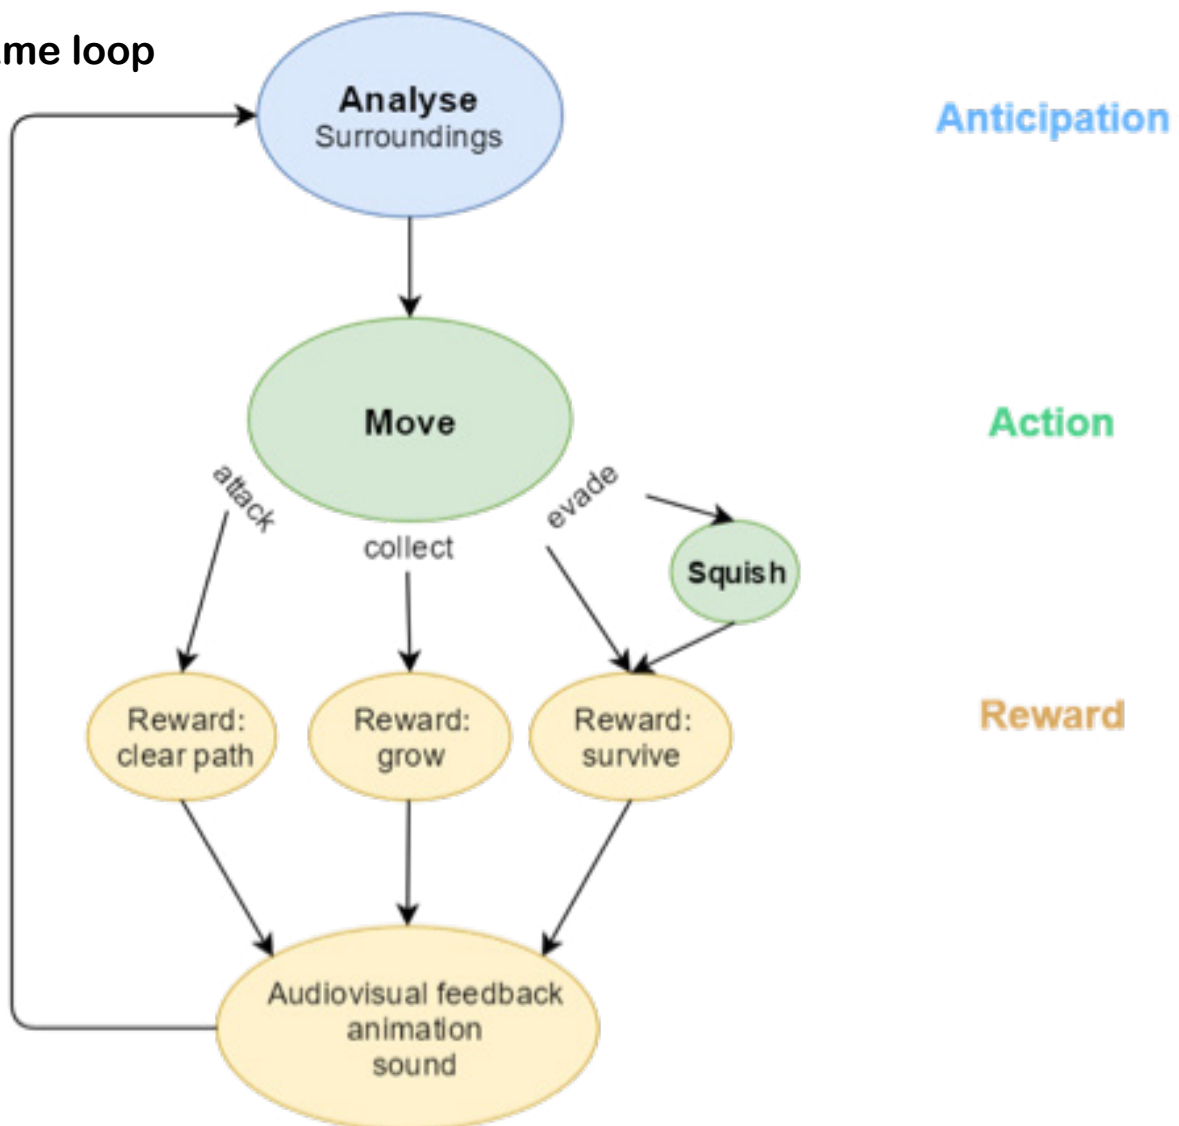 ame loop
Analyse
Surroundings
Anticipation
Move
Action
attack
collect
evade
Squish
Reward:
clear path
Reward:
grow
Reward:
survive
Reward
Audiovisual feedback
animation
sound